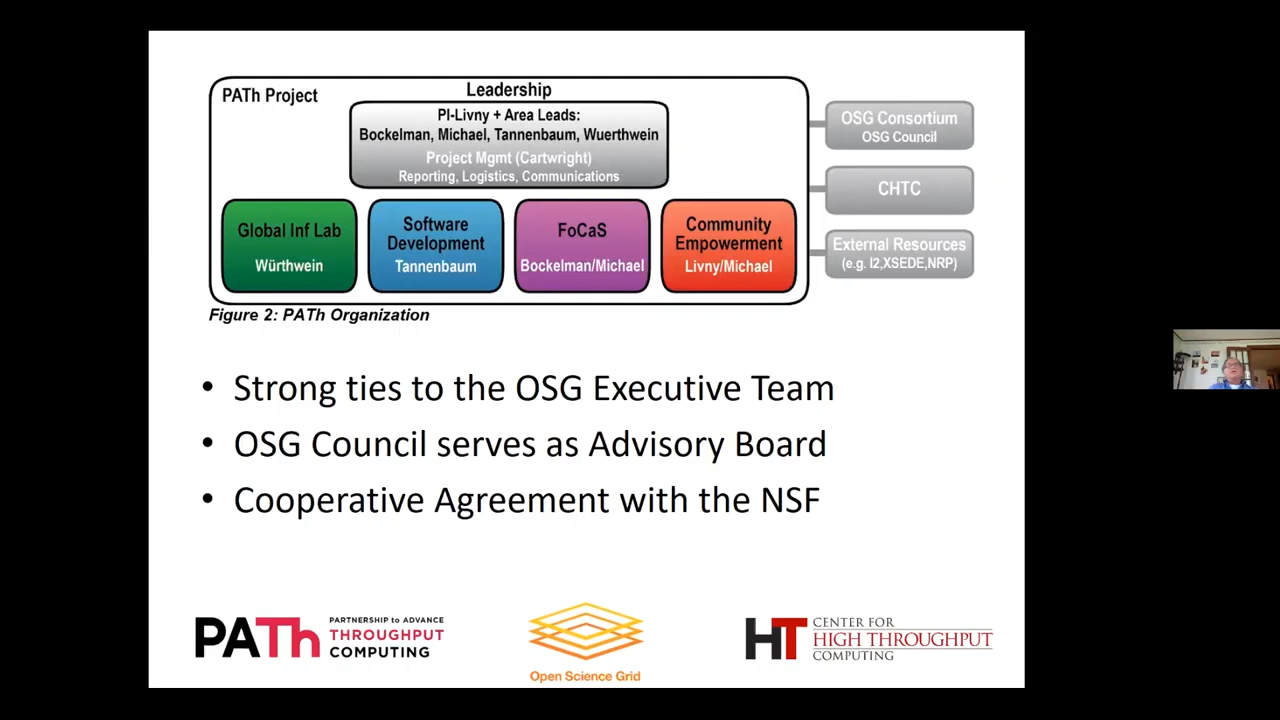 PATh Project
Leadership
PI-Livny + Area Leads:
Bockelman, Michael, Tannenbaum, Wuerthwein
Project Mgmt (Cartwright)
Reporting, Logistics, Communications
Global Inf Lab
Würthwein
Software
Development
Tannenbaum
FoCaS
Bockelman/Michael
Community
Empowerment
Livny/Michael
OSG Consortium
OSG Council
CHTC
External Resources
(e.g. I2,XSEDE,NRP)
Figure 2: PATh Organization
• Strong ties to the OSG Executive Team
• OSG Council serves as Advisory Board
• Cooperative Agreement with the NSF
PATh
PARTNERSHIP to ADVANCE
THROUGHPUT
COMPUTING
Open Science Grid
HT
CENTER FOR
HIGH THROUGHPUT
COMPUTING